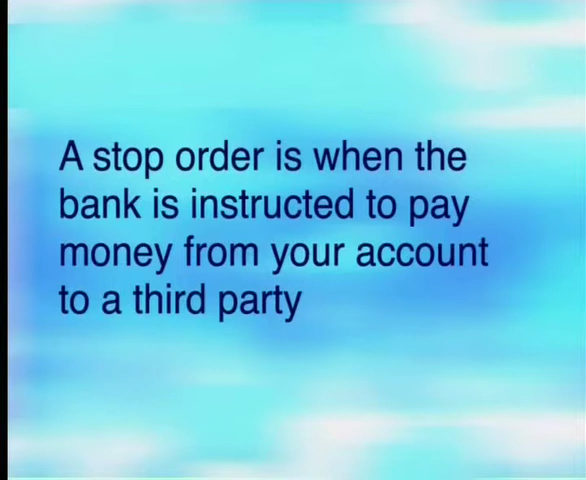 A stop order is when the
bank is instructed to pay
money from your account
to a third party